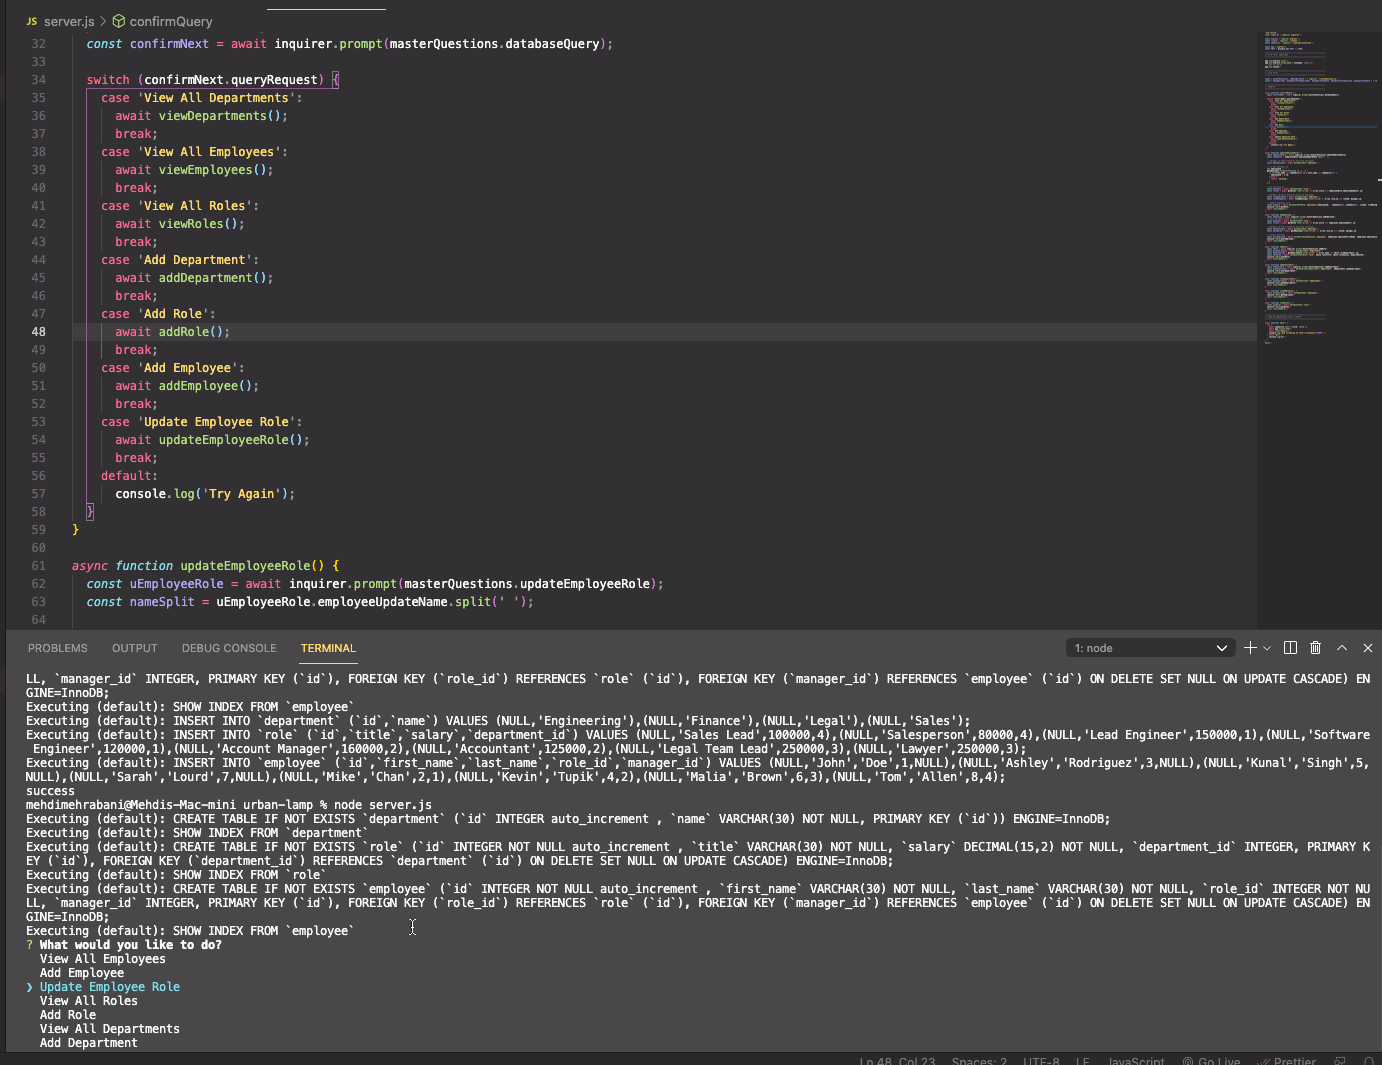 JS server.js > confirmQuery
32 const confirmNext = await inquirer.prompt(masterQuestions.databaseQuery);
33
34 switch (confirmNext.queryRequest) {
35 case 'View All Departments':
36 await viewDepartments();
37 break;
38 case 'View All Employees':
39 await viewEmployees();
40 break;
41 case 'View All Roles':
42 await viewRoles();
43 break;
44 case 'Add Department':
45 await addDepartment();
46 break;
47 case 'Add Role':
48 await addRole();
49 break;
50 case 'Add Employee':
51 await addEmployee();
52 break;
53 case 'Update Employee Role':
54 await updateEmployeeRole();
55 break;
56 default:
57 console.log('Try Again');
58 }
59 }
60
61 async function updateEmployeeRole() {
62 const uEmployeeRole = await inquirer.prompt(masterQuestions.updateEmployeeRole);
63 const nameSplit = uEmployeeRole.employeeUpdateName.split(' ');
64
PROBLEMS OUTPUT DEBUG CONSOLE TERMINAL 1: node
LL, `manager_id` INTEGER, PRIMARY KEY (`id`), FOREIGN KEY (`role_id`) REFERENCES `role` (`id`), FOREIGN KEY (`manager_id`) REFERENCES `employee` (`id`) ON DELETE SET NULL ON UPDATE CASCADE) EN
GINE=InnoDB;
Executing (default): SHOW INDEX FROM `employee`
Executing (default): INSERT INTO `department` (`id`,`name`) VALUES (NULL,'Engineering'),(NULL,'Finance'),(NULL,'Legal'),(NULL,'Sales');
Executing (default): INSERT INTO `role` (`id`,`title`,`salary`,`department_id`) VALUES (NULL,'Sales Lead',100000,4),(NULL,'Salesperson',80000,4),(NULL,'Lead Engineer',150000,1),(NULL,'Software
Engineer',120000,1),(NULL,'Account Manager',160000,2),(NULL,'Accountant',125000,2),(NULL,'Legal Team Lead',250000,3),(NULL,'Lawyer',250000,3);
Executing (default): INSERT INTO `employee` (`id`,`first_name`,`last_name`,`role_id`,`manager_id`) VALUES (NULL,'John','Doe',1,NULL),(NULL,'Ashley','Rodriguez',3,NULL),(NULL,'Kunal','Singh',5,
NULL),(NULL,'Sarah','Lourd',7,NULL),(NULL,'Mike','Chan',2,1),(NULL,'Kevin','Tupik',4,2),(NULL,'Malia','Brown',6,3),(NULL,'Tom','Allen',8,4);
success
mehdimehrabani@Mehdis-Mac-mini urban-lamp % node server.js
Executing (default): CREATE TABLE IF NOT EXISTS `department` (`id` INTEGER auto_increment , `name` VARCHAR(30) NOT NULL, PRIMARY KEY (`id`)) ENGINE=InnoDB;
Executing (default): SHOW INDEX FROM `department`
Executing (default): CREATE TABLE IF NOT EXISTS `role` (`id` INTEGER NOT NULL auto_increment , `title` VARCHAR(30) NOT NULL, `salary` DECIMAL(15,2) NOT NULL, `department_id` INTEGER, PRIMARY K
EY (`id`), FOREIGN KEY (`department_id`) REFERENCES `department` (`id`) ON DELETE SET NULL ON UPDATE CASCADE) ENGINE=InnoDB;
Executing (default): SHOW INDEX FROM `role`
Executing (default): CREATE TABLE IF NOT EXISTS `employee` (`id` INTEGER NOT NULL auto_increment , `first_name` VARCHAR(30) NOT NULL, `last_name` VARCHAR(30) NOT NULL, `role_id` INTEGER NOT NU
LL, `manager_id` INTEGER, PRIMARY KEY (`id`), FOREIGN KEY (`role_id`) REFERENCES `role` (`id`), FOREIGN KEY (`manager_id`) REFERENCES `employee` (`id`) ON DELETE SET NULL ON UPDATE CASCADE) EN
GINE=InnoDB;
Executing (default): SHOW INDEX FROM `employee`
? What would you like to do?
View All Employees
Add Employee
❯ Update Employee Role
View All Roles
Add Role
View All Departments
Add Department
Ln 48, Col 23 Spaces: 2 UTF-8 LF JavaScript Go Live Prettier